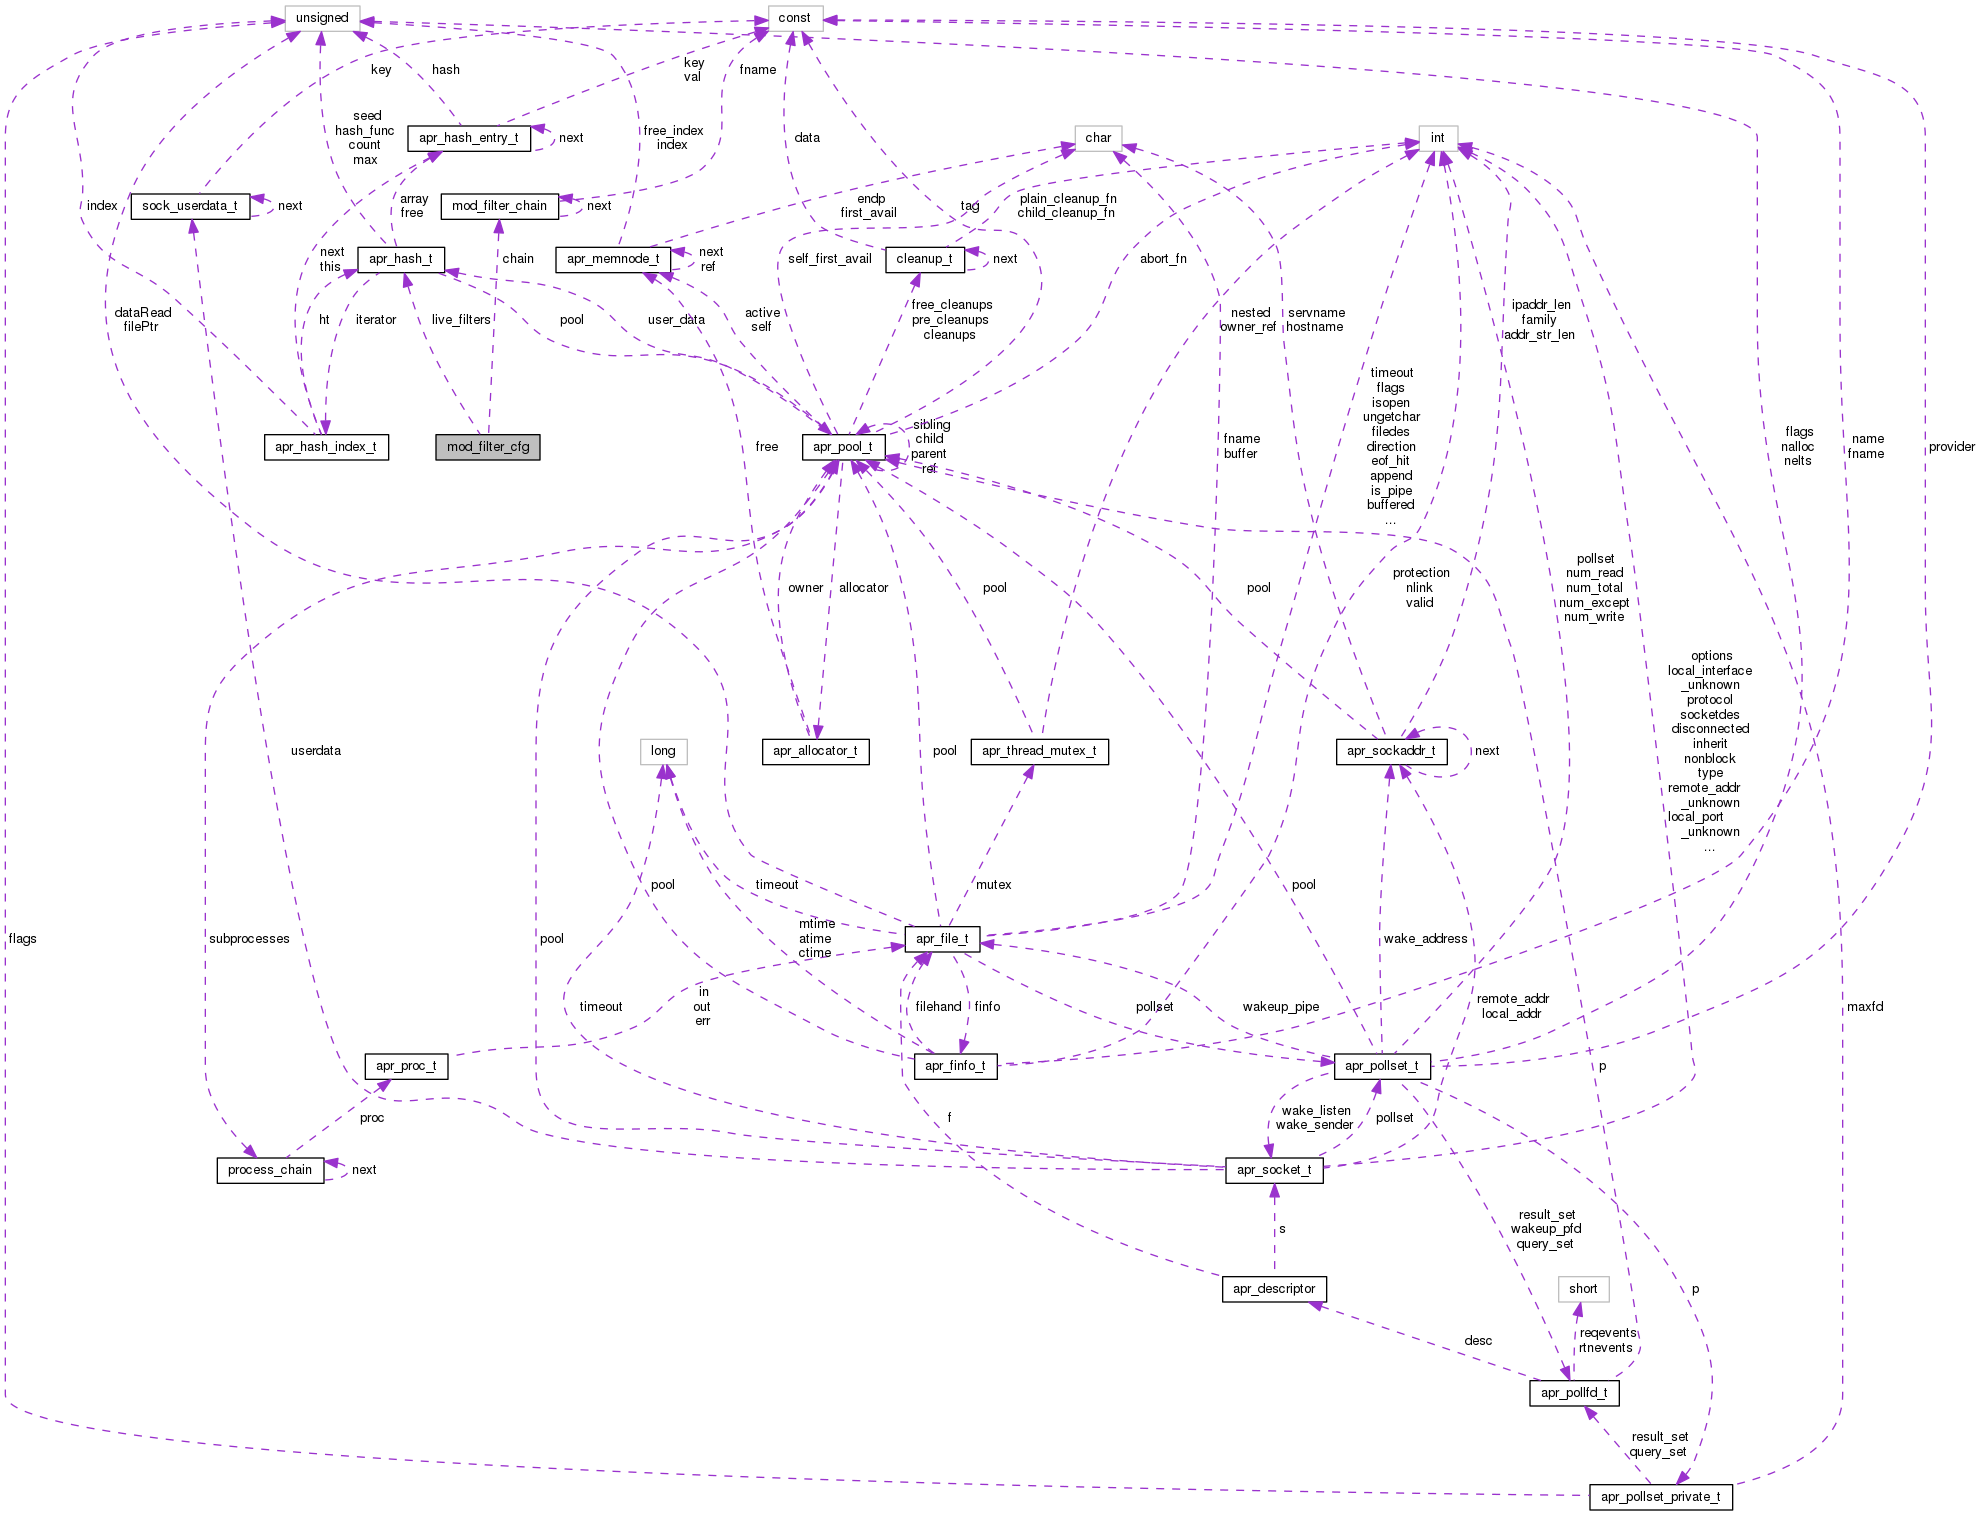 unsigned
const
key
hash
key
val
fname
seed
hash_func
count
max
apr_hash_entry_t
next
free_index
index
data
char
int
index
sock_userdata_t
next
array
free
mod_filter_chain
next
endp
first_avail
tag
plain_cleanup_fn
child_cleanup_fn
next
this
apr_hash_t
chain
apr_memnode_t
next
ref
self_first_avail
cleanup_t
next
abort_fn
dataRead
filePtr
ht
iterator
live_filters
pool
user_data
active
self
free_cleanups
pre_cleanups
cleanups
nested
owner_ref
servname
hostname
ipaddr_len
family
addr_str_len
apr_hash_index_t
mod_filter_cfg
free
apr_pool_t
sibling
child
parent
ref
fname
buffer
timeout
flags
isopen
ungetchar
filedes
direction
eof_hit
append
is_pipe
buffered
...
flags
nalloc
nelts
name
fname
provider
owner
allocator
pool
pool
protection
nlink
valid
pollset
num_read
num_total
num_except
num_write
userdata
long
apr_allocator_t
pool
apr_thread_mutex_t
apr_sockaddr_t
next
options
local_interface
_unknown
protocol
socketdes
disconnected
inherit
nonblock
type
remote_addr
_unknown
local_port
_unknown
...
pool
timeout
mutex
pool
flags
subprocesses
pool
mtime
atime
ctime
apr_file_t
wake_address
timeout
in
out
err
filehand
finfo
pollset
wakeup_pipe
remote_addr
local_addr
maxfd
apr_proc_t
apr_finfo_t
apr_pollset_t
p
proc
f
wake_listen
wake_sender
pollset
process_chain
next
apr_socket_t
s
result_set
wakeup_pfd
query_set
apr_descriptor
short
p
desc
reqevents
rtnevents
apr_pollfd_t
result_set
query_set
apr_pollset_private_t